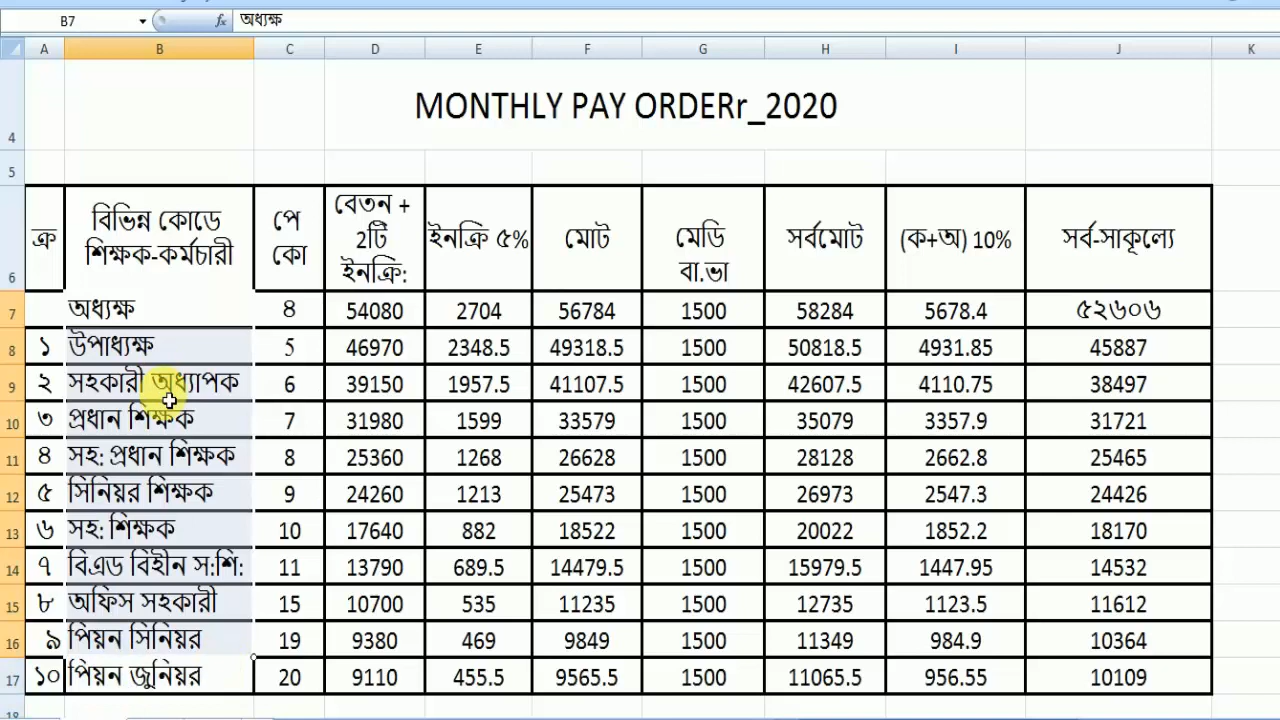 B7 fx অধ্যক্ষ
A B C D E F G H I J K
4 MONTHLY PAY ORDERr_2020
5
6 ক্র বিভিন্ন কোডে শিক্ষক-কর্মচারী পে কো বেতন + 2টি ইনক্রি: ইনক্রি ৫% মোট মেডি বা.ভা সর্বমোট (ক+অ) 10% সর্ব-সাকূল্যে
7 অধ্যক্ষ ৪ 54080 2704 56784 1500 58284 5678.4 ৫২৬০৬
8 ১ উপাধ্যক্ষ 5 46970 2348.5 49318.5 1500 50818.5 4931.85 45887
9 ২ সহকারী অধ্যাপক 6 39150 1957.5 41107.5 1500 42607.5 4110.75 38497
10 ৩ প্রধান শিক্ষক 7 31980 1599 33579 1500 35079 3357.9 31721
11 ৪ সহ: প্রধান শিক্ষক 8 25360 1268 26628 1500 28128 2662.8 25465
12 ৫ সিনিয়র শিক্ষক 9 24260 1213 25473 1500 26973 2547.3 24426
13 ৬ সহ: শিক্ষক 10 17640 882 18522 1500 20022 1852.2 18170
14 ৭ বিএড বিহীন স:শি: 11 13790 689.5 14479.5 1500 15979.5 1447.95 14532
15 ৮ অফিস সহকারী 15 10700 535 11235 1500 12735 1123.5 11612
16 ৯ পিয়ন সিনিয়র 19 9380 469 9849 1500 11349 984.9 10364
17 ১০ পিয়ন জুনিয়র 20 9110 455.5 9565.5 1500 11065.5 956.55 10109
18